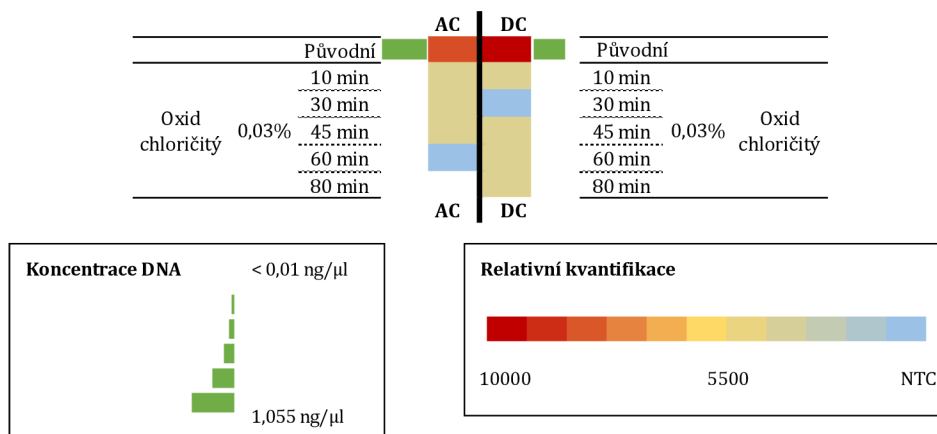 AC DC
Původní Původní
10 min 10 min
30 min 30 min
Oxid chloričitý 0,03% 45 min 45 min 0,03% Oxid chloričitý
60 min 60 min
80 min 80 min
AC DC
Koncentrace DNA < 0,01 ng/µl
1,055 ng/µl
Relativní kvantifikace
10000 5500 NTC